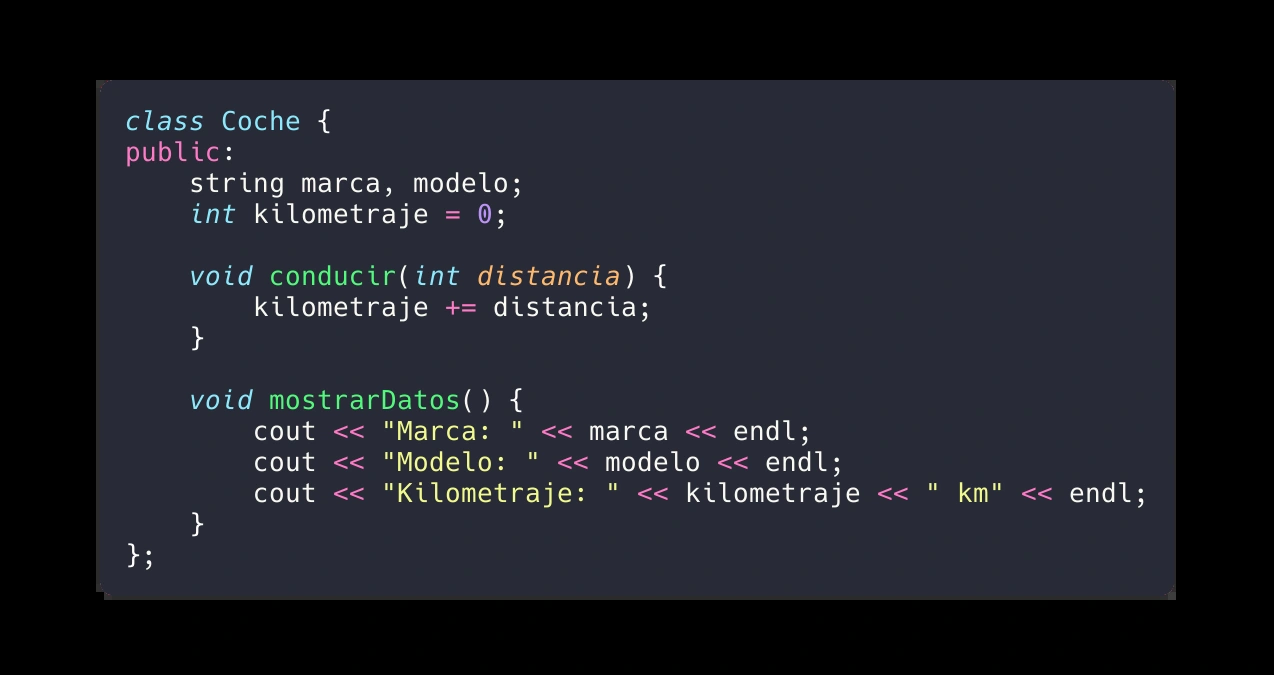 class Coche {
public:
    string marca, modelo;
    int kilometraje = 0;

    void conducir(int distancia) {
        kilometraje += distancia;
    }

    void mostrarDatos() {
        cout << "Marca: " << marca << endl;
        cout << "Modelo: " << modelo << endl;
        cout << "Kilometraje: " << kilometraje << " km" << endl;
    }
};